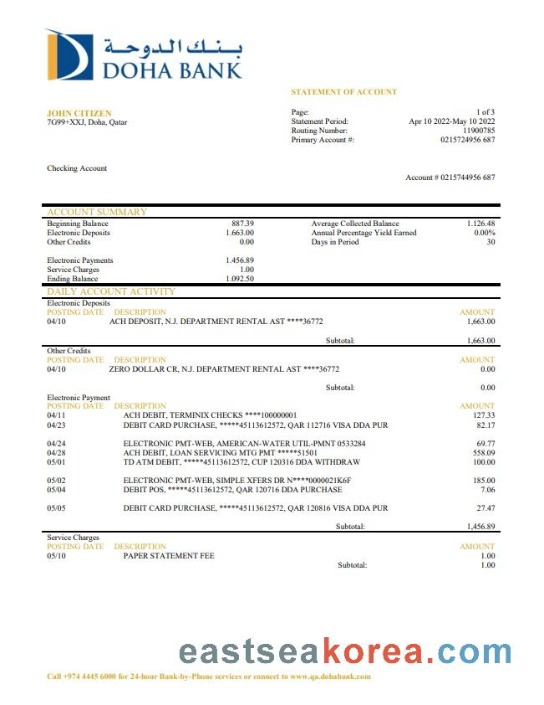 بنك الدوحة
DOHA BANK
STATEMENT OF ACCOUNT
JOHN CITIZEN
7G99+XXJ, Doha, Qatar
Page: 1 of 3
Statement Period: Apr 10 2022-May 10 2022
Routing Number: 11900785
Primary Account #: 0215724956 687
Checking Account
Account # 0215744956 687
ACCOUNT SUMMARY
Beginning Balance 887.39 Average Collected Balance 1.126.48
Electronic Deposits 1.663.00 Annual Percentage Yield Earned 0.00%
Other Credits 0.00 Days in Period 30
Electronic Payments 1.456.89
Service Charges 1.00
Ending Balance 1.092.50
DAILY ACCOUNT ACTIVITY
Electronic Deposits
POSTING DATE DESCRIPTION AMOUNT
04/10 ACH DEPOSIT, N.J. DEPARTMENT RENTAL AST ****36772 1,663.00
Subtotal: 1,663.00
Other Credits
POSTING DATE DESCRIPTION AMOUNT
04/10 ZERO DOLLAR CR, N.J. DEPARTMENT RENTAL AST ****36772 0.00
Subtotal: 0.00
Electronic Payment
POSTING DATE DESCRIPTION AMOUNT
04/11 ACH DEBIT, TERMINIX CHECKS ****100000001 127.33
04/23 DEBIT CARD PURCHASE, *****45113612572, QAR 112716 VISA DDA PUR 82.17
04/24 ELECTRONIC PMT-WEB, AMERICAN-WATER UTIL-PMNT 0533284 69.77
04/28 ACH DEBIT, LOAN SERVICING MTG PMT *****51501 558.09
05/01 TD ATM DEBIT, *****45113612572, CUP 120316 DDA WITHDRAW 100.00
05/02 ELECTRONIC PMT-WEB, SIMPLE XFERS DR N****0000021K6F 185.00
05/04 DEBIT POS, *****45113612572, QAR 120716 DDA PURCHASE 7.06
05/05 DEBIT CARD PURCHASE, *****45113612572, QAR 120816 VISA DDA PUR 27.47
Subtotal: 1,456.89
Service Charges
POSTING DATE DESCRIPTION AMOUNT
05/10 PAPER STATEMENT FEE 1.00
Subtotal: 1.00
eastseakorea.com
Call +974 4445 6000 for 24-hour Bank-by-Phone services or connect to www.qa.dohabank.com